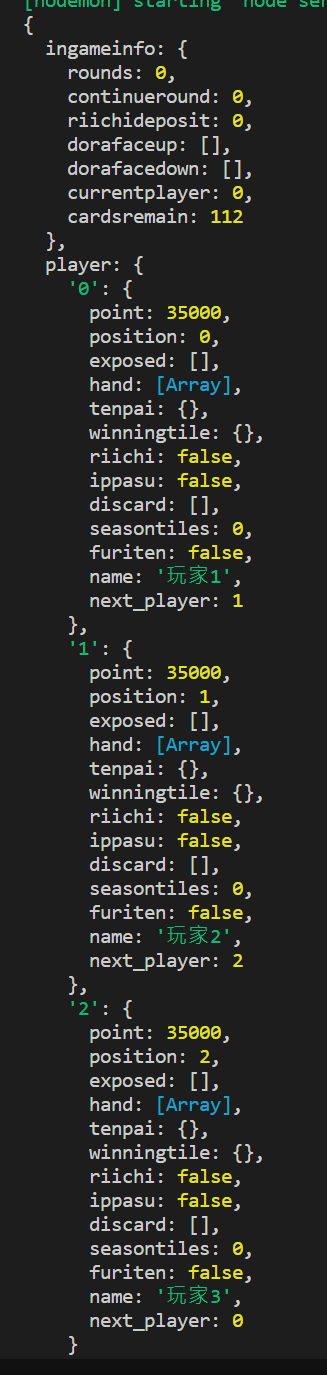 [nodemon] starting `node ser
{
  ingameinfo: {
    rounds: 0,
    continueround: 0,
    riichideposit: 0,
    dorafaceup: [],
    dorafacedown: [],
    currentplayer: 0,
    cardsremain: 112
  },
  player: {
    '0': {
      point: 35000,
      position: 0,
      exposed: [],
      hand: [Array],
      tenpai: {},
      winningtile: {},
      riichi: false,
      ippasu: false,
      discard: [],
      seasontiles: 0,
      furiten: false,
      name: '玩家1',
      next_player: 1
    },
    '1': {
      point: 35000,
      position: 1,
      exposed: [],
      hand: [Array],
      tenpai: {},
      winningtile: {},
      riichi: false,
      ippasu: false,
      discard: [],
      seasontiles: 0,
      furiten: false,
      name: '玩家2',
      next_player: 2
    },
    '2': {
      point: 35000,
      position: 2,
      exposed: [],
      hand: [Array],
      tenpai: {},
      winningtile: {},
      riichi: false,
      ippasu: false,
      discard: [],
      seasontiles: 0,
      furiten: false,
      name: '玩家3',
      next_player: 0
    }